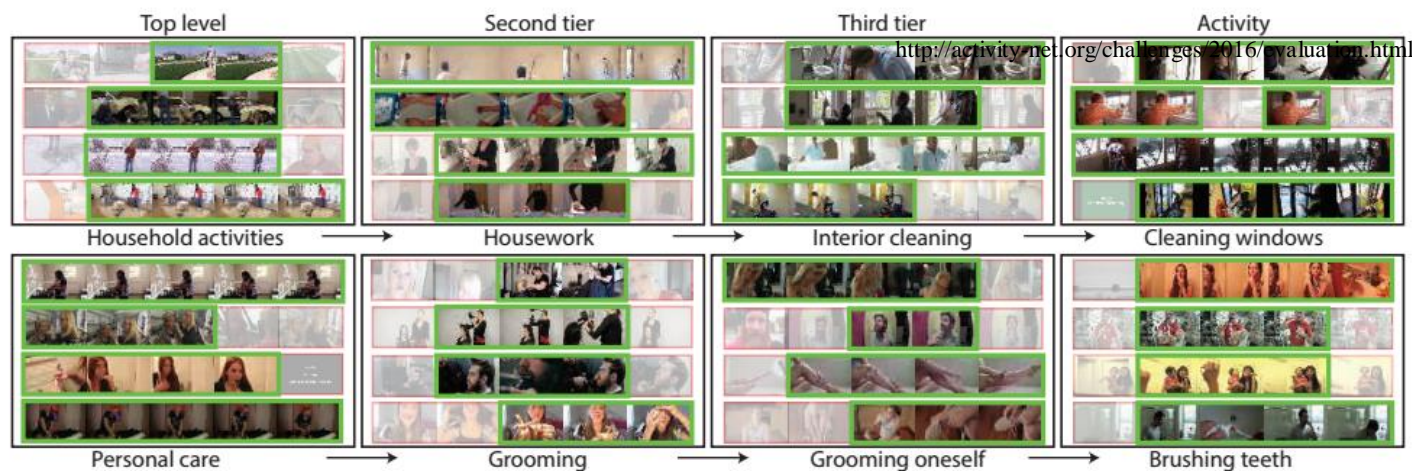 Top level
Second tier
Third tier
Activity
http://activity-net.org/challenges/2016/evaluation.html
Household activities
Housework
Interior cleaning
Cleaning windows
Personal care
Grooming
Grooming oneself
Brushing teeth